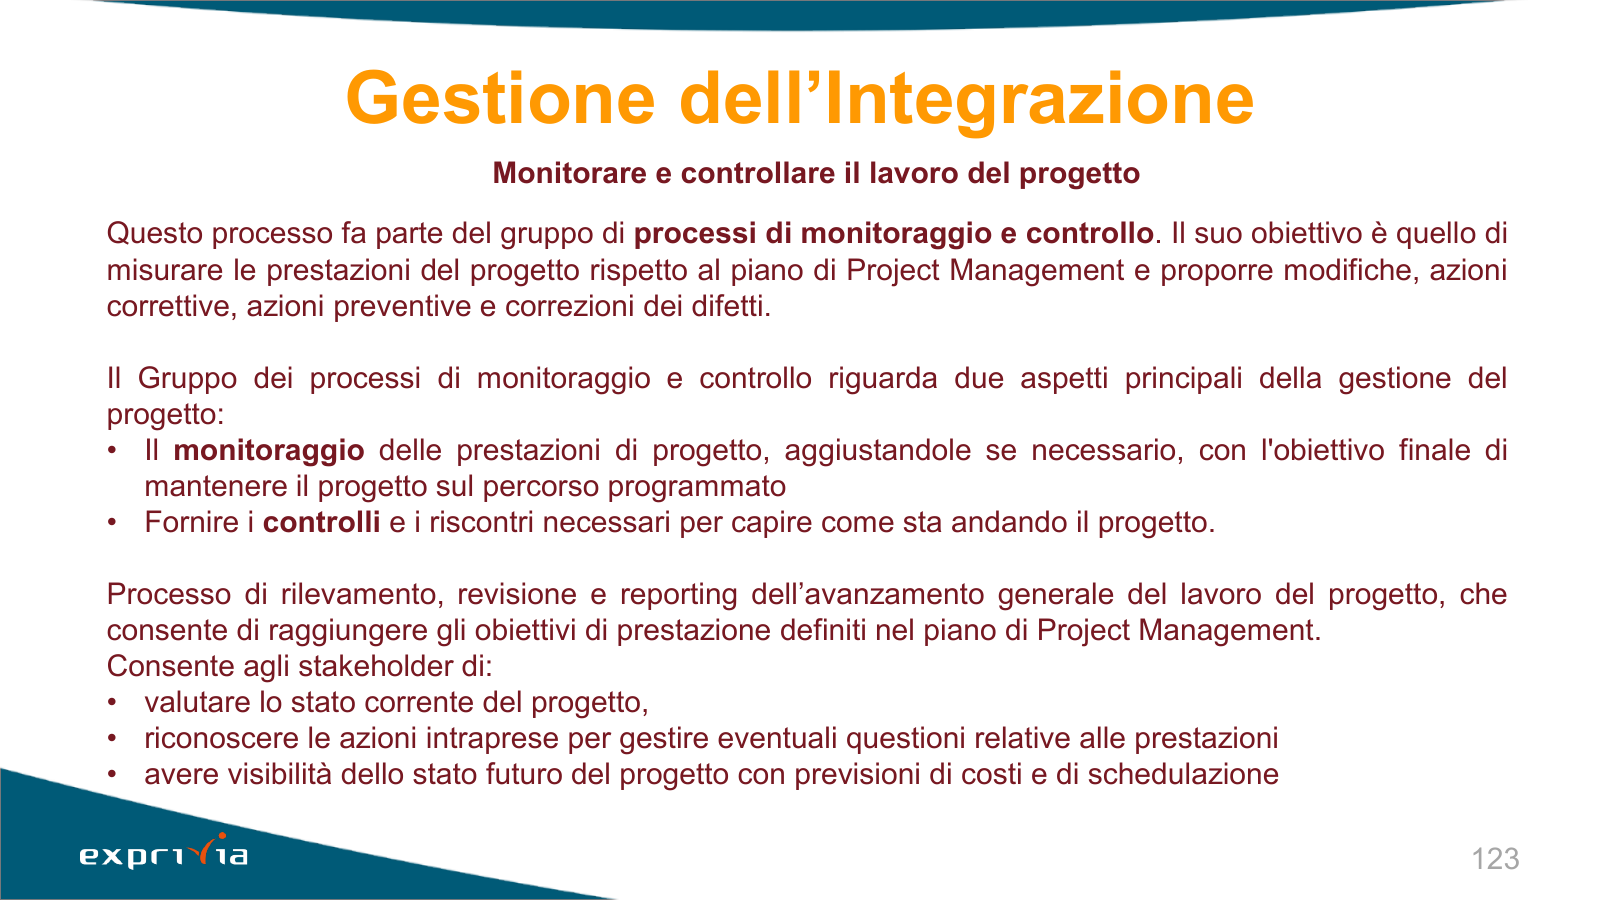 Gestione dell’Integrazione
Monitorare e controllare il lavoro del progetto
Questo processo fa parte del gruppo di processi di monitoraggio e controllo. Il suo obiettivo è quello di
misurare le prestazioni del progetto rispetto al piano di Project Management e proporre modifiche, azioni
correttive, azioni preventive e correzioni dei difetti.
Il Gruppo dei processi di monitoraggio e controllo riguarda due aspetti principali della gestione del
progetto:
• Il monitoraggio delle prestazioni di progetto, aggiustandole se necessario, con l'obiettivo finale di
mantenere il progetto sul percorso programmato
• Fornire i controlli e i riscontri necessari per capire come sta andando il progetto.
Processo di rilevamento, revisione e reporting dell’avanzamento generale del lavoro del progetto, che
consente di raggiungere gli obiettivi di prestazione definiti nel piano di Project Management.
Consente agli stakeholder di:
• valutare lo stato corrente del progetto,
• riconoscere le azioni intraprese per gestire eventuali questioni relative alle prestazioni
• avere visibilità dello stato futuro del progetto con previsioni di costi e di schedulazione
exprivia
123